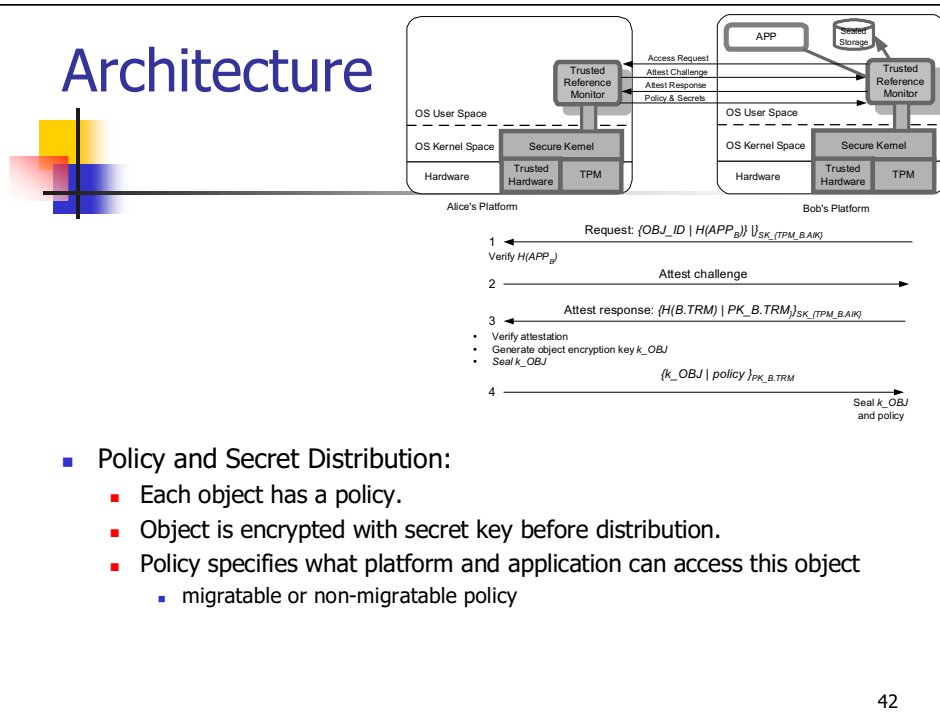 Architecture
APP
Sealed
Storage
Access Request
Attest Challenge
Attest Response
Policy & Secrets
Trusted
Reference
Monitor
Trusted
Reference
Monitor
OS User Space
OS User Space
OS Kernel Space
Secure Kernel
OS Kernel Space
Secure Kernel
Hardware
Trusted
Hardware
TPM
Hardware
Trusted
Hardware
TPM
Alice's Platform
Bob's Platform
Request: {OBJ_ID | H(APP_B)} |}SK_{TPM_B.AIK}
1
Verify H(APP_B)
Attest challenge
2
Attest response: {H(B.TRM) | PK_B.TRM)}SK_{TPM_B.AIK}
3
• Verify attestation
• Generate object encryption key k_OBJ
• Seal k_OBJ
{k_OBJ | policy }PK_B.TRM
4
Seal k_OBJ
and policy
Policy and Secret Distribution:
Each object has a policy.
Object is encrypted with secret key before distribution.
Policy specifies what platform and application can access this object
migratable or non-migratable policy
42